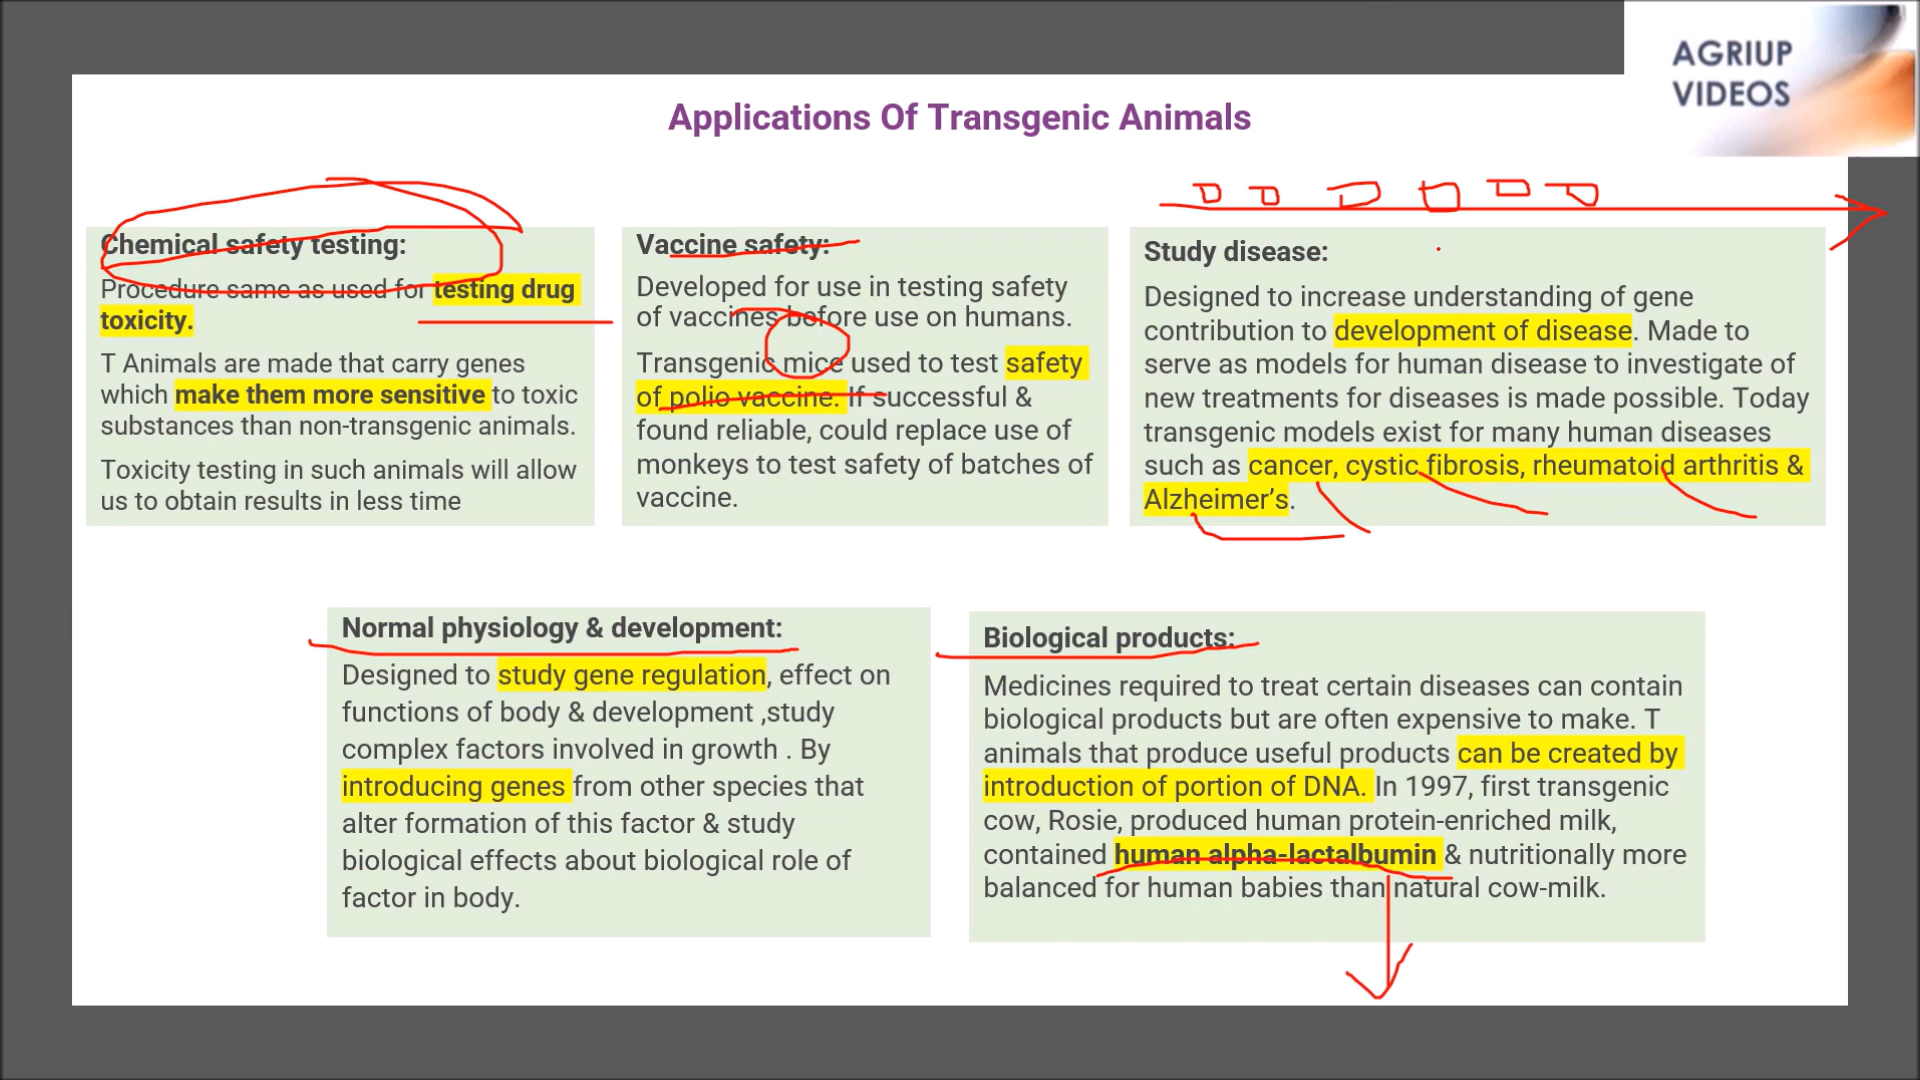 AGRIUP
VIDEOS
Applications Of Transgenic Animals
Chemical safety testing:
Procedure same as used for testing drug
toxicity.
T Animals are made that carry genes
which make them more sensitive to toxic
substances than non-transgenic animals.
Toxicity testing in such animals will allow
us to obtain results in less time
Vaccine safety:
Developed for use in testing safety
of vaccines before use on humans.
Transgenic mice used to test safety
of polio vaccine. If successful &
found reliable, could replace use of
monkeys to test safety of batches of
vaccine.
Study disease:
Designed to increase understanding of gene
contribution to development of disease. Made to
serve as models for human disease to investigate of
new treatments for diseases is made possible. Today
transgenic models exist for many human diseases
such as cancer, cystic fibrosis, rheumatoid arthritis &
Alzheimer’s.
Normal physiology & development:
Designed to study gene regulation, effect on
functions of body & development ,study
complex factors involved in growth . By
introducing genes from other species that
alter formation of this factor & study
biological effects about biological role of
factor in body.
Biological products:
Medicines required to treat certain diseases can contain
biological products but are often expensive to make. T
animals that produce useful products can be created by
introduction of portion of DNA. In 1997, first transgenic
cow, Rosie, produced human protein-enriched milk,
contained human alpha-lactalbumin & nutritionally more
balanced for human babies than natural cow-milk.